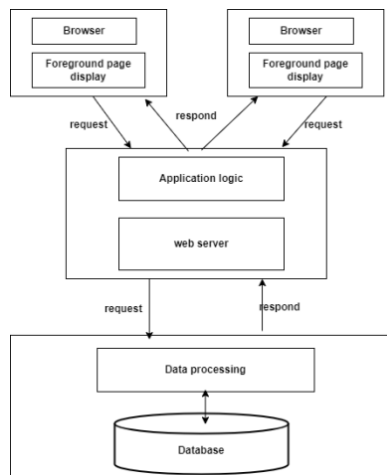 Browser
Browser
Foreground page
display
Foreground page
display
respond
request
request
Application logic
web server
request
respond
Data processing
Database